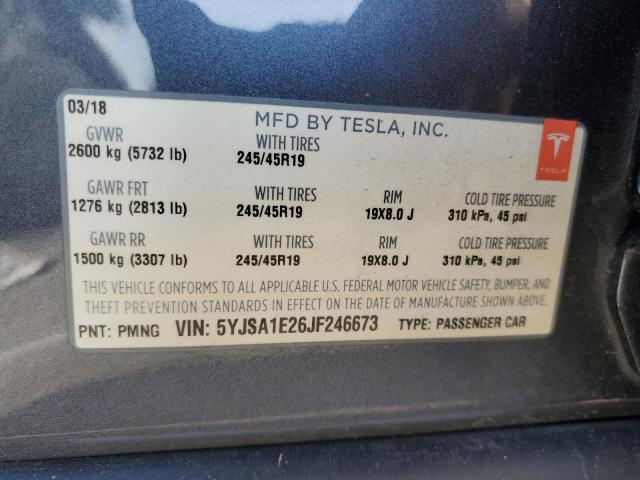 03/18
MFD BY TESLA, INC.
GVWR WITH TIRES
2600 kg (5732 lb) 245/45R19
TESLA
GAWR FRT WITH TIRES RIM COLD TIRE PRESSURE
1276 kg (2813 lb) 245/45R19 19X8.0 J 310 kPa, 45 psi
GAWR RR WITH TIRES RIM COLD TIRE PRESSURE
1500 kg (3307 lb) 245/45R19 19X8.0 J 310 kPa, 45 psi
THIS VEHICLE CONFORMS TO ALL APPLICABLE U.S. FEDERAL MOTOR VEHICLE SAFETY, BUMPER, AND
THEFT PREVENTION STANDARDS IN EFFECT ON THE DATE OF MANUFACTURE SHOWN ABOVE.
PNT: PMNG VIN: 5YJSA1E26JF246673 TYPE: PASSENGER CAR